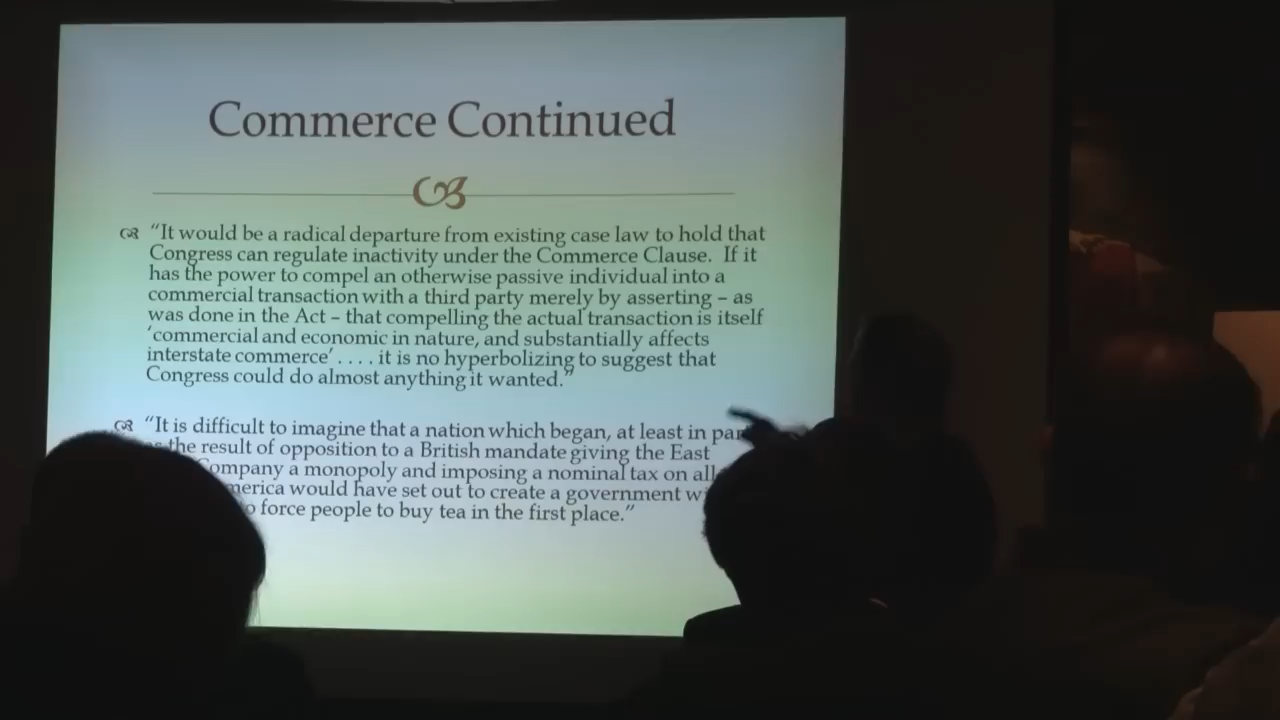 Commerce Continued
“It would be a radical departure from existing case law to hold that
Congress can regulate inactivity under the Commerce Clause. If it
has the power to compel an otherwise passive individual into a
commercial transaction with a third party merely by asserting – as
was done in the Act – that compelling the actual transaction is itself
‘commercial and economic in nature, and substantially affects
interstate commerce’ . . . . it is no hyperbolizing to suggest that
Congress could do almost anything it wanted.”
“It is difficult to imagine that a nation which began, at least in
the result of opposition to a British mandate giving the East
Company a monopoly and imposing a nominal tax on all
would have set out to create a government
force people to buy tea in the first place.”